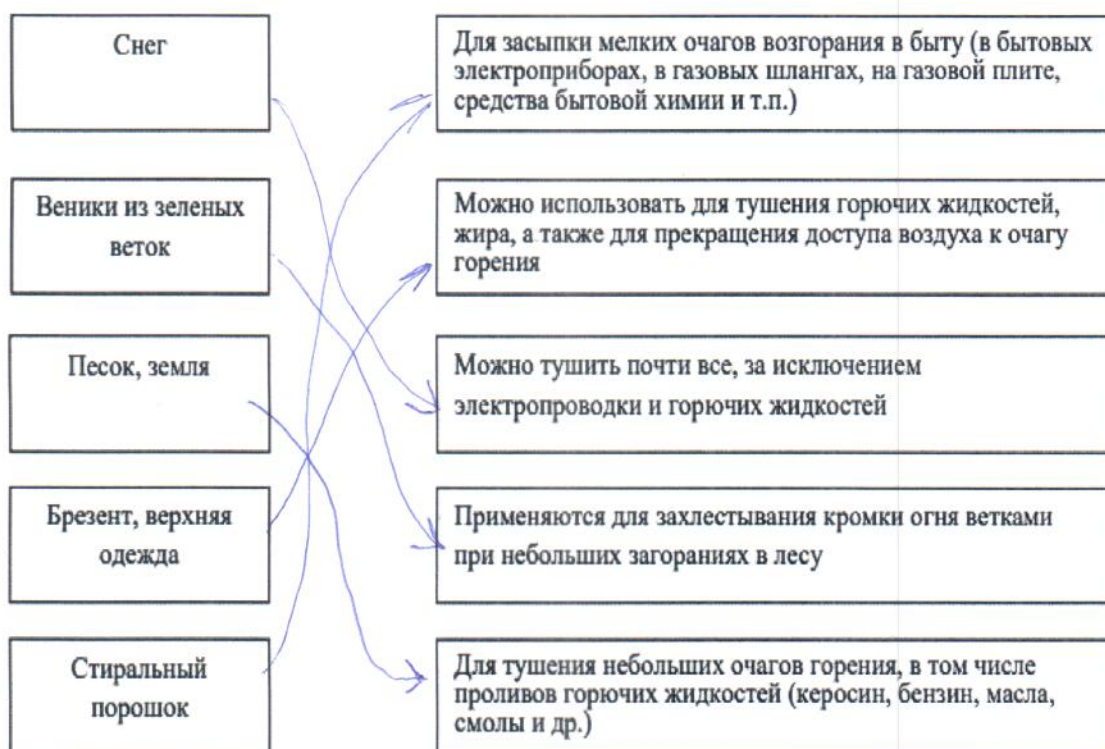 Снег
Для засыпки мелких очагов возгорания в быту (в бытовых
электроприборах, в газовых шлангах, на газовой плите,
средства бытовой химии и т.п.)
Веники из зеленых
веток
Можно использовать для тушения горючих жидкостей,
жира, а также для прекращения доступа воздуха к очагу
горения
Песок, земля
Можно тушить почти все, за исключением
электропроводки и горючих жидкостей
Брезент, верхняя
одежда
Применяются для захлестывания кромки огня ветками
при небольших загораниях в лесу
Стиральный
порошок
Для тушения небольших очагов горения, в том числе
проливов горючих жидкостей (керосин, бензин, масла,
смолы и др.)